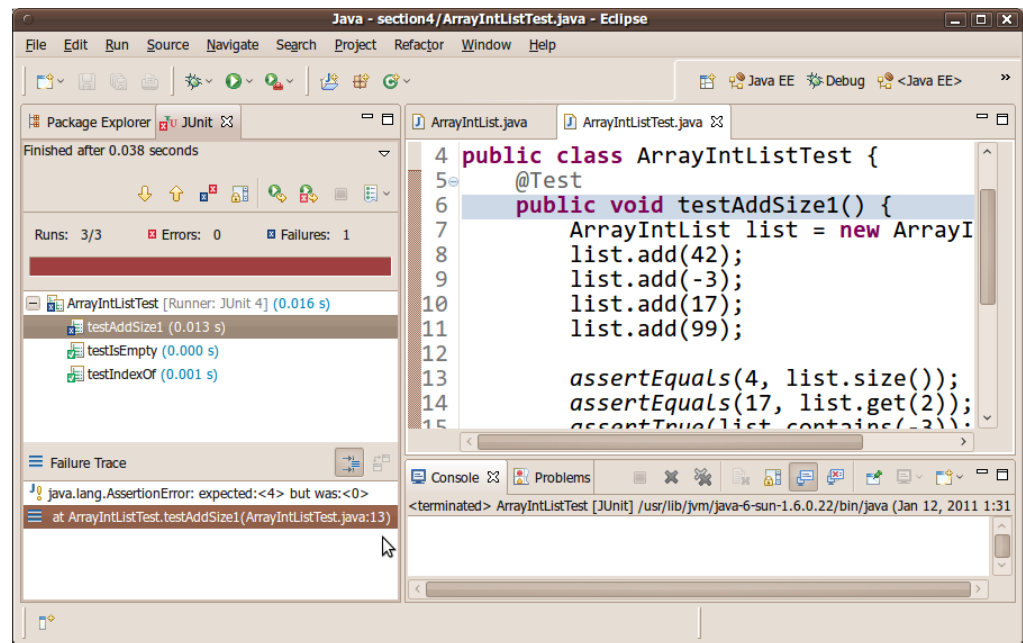 Java - section4/ArrayIntListTest.java - Eclipse
File Edit Run Source Navigate Search Project Refactor Window Help
Java EE Debug <Java EE> »
Package Explorer JUnit
Finished after 0.038 seconds
Runs: 3/3 Errors: 0 Failures: 1
ArrayIntListTest [Runner: JUnit 4] (0.016 s)
testAddSize1 (0.013 s)
testIsEmpty (0.000 s)
testIndexOf (0.001 s)
Failure Trace
java.lang.AssertionError: expected:<4> but was:<0>
at ArrayIntListTest.testAddSize1(ArrayIntListTest.java:13)
ArrayIntList.java ArrayIntListTest.java
4 public class ArrayIntListTest {
5 @Test
6 public void testAddSize1() {
7 ArrayIntList list = new ArrayI
8 list.add(42);
9 list.add(-3);
10 list.add(17);
11 list.add(99);
12
13 assertEquals(4, list.size());
14 assertEquals(17, list.get(2));
15 assertTrue(list.contains(-3));
Console Problems
<terminated> ArrayIntListTest [JUnit] /usr/lib/jvm/java-6-sun-1.6.0.22/bin/java (Jan 12, 2011 1:31